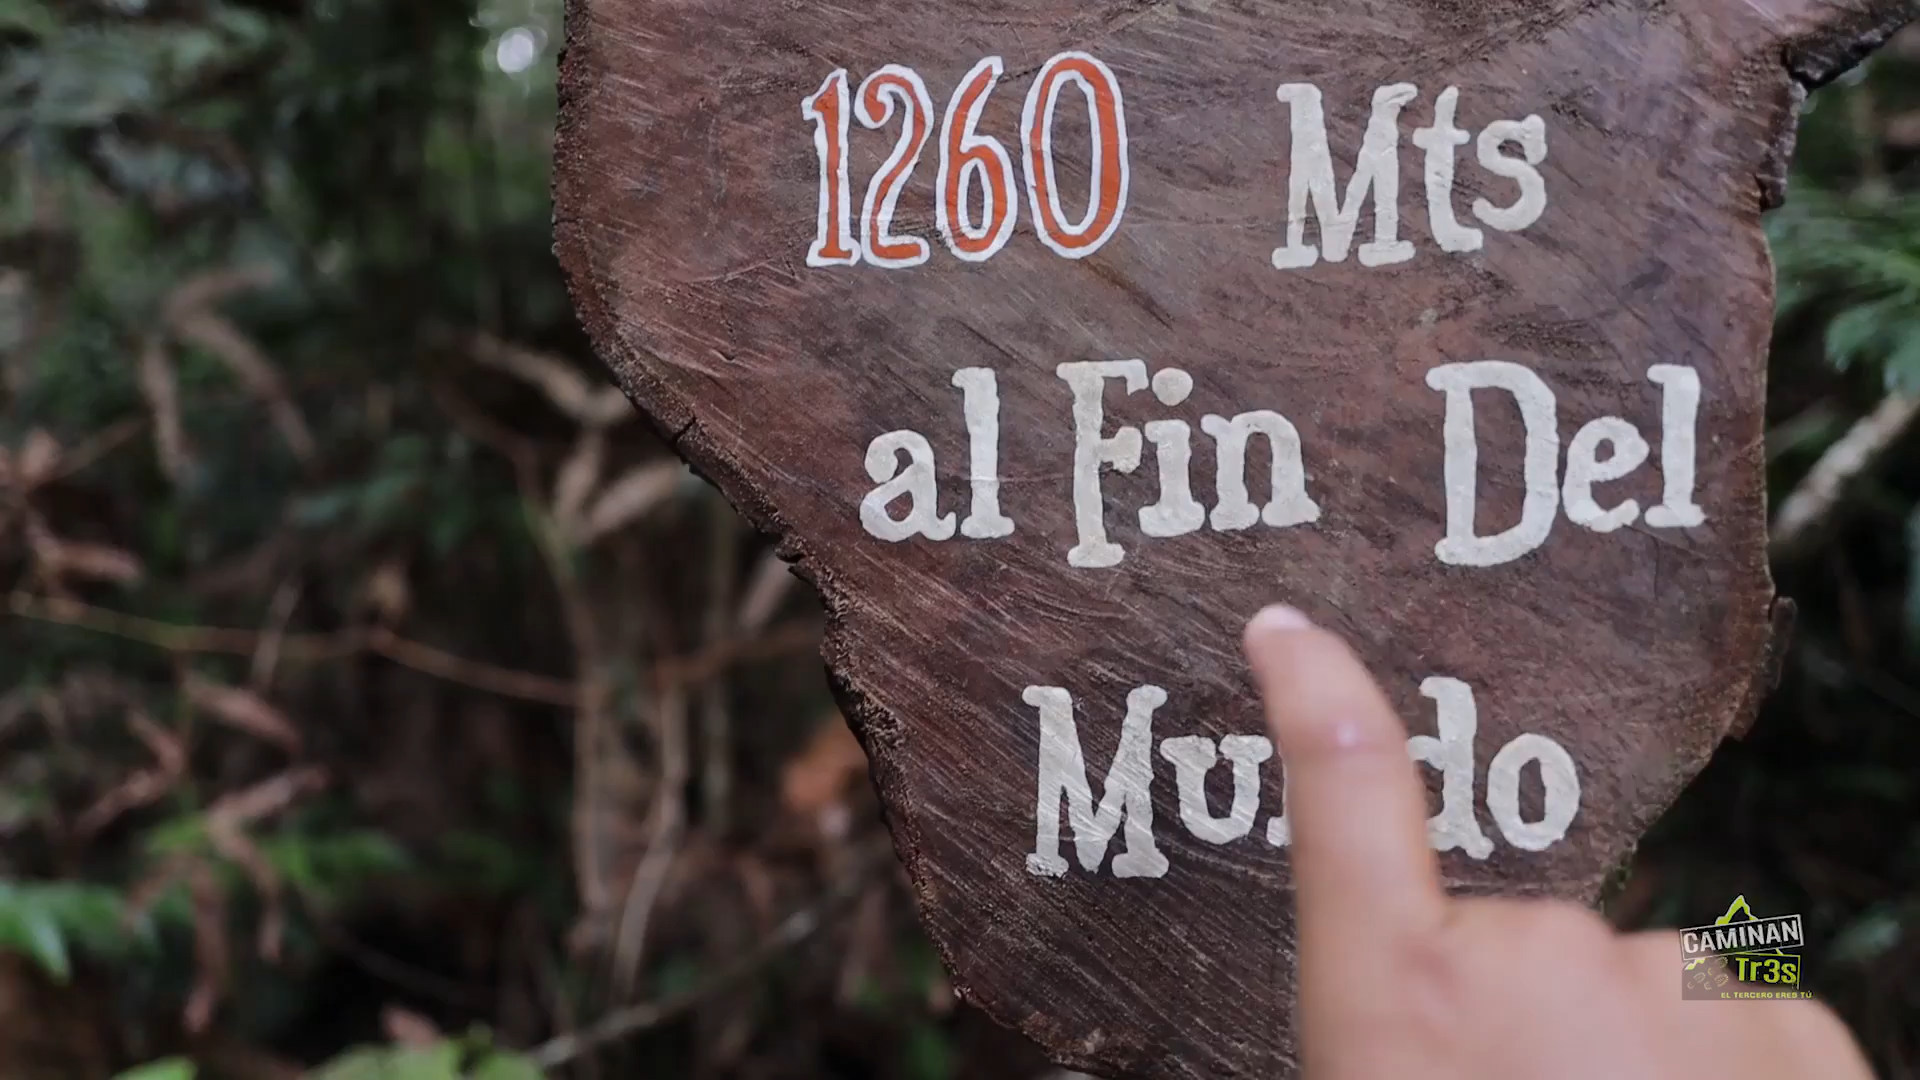 1260 Mts
al Fin Del
Mundo
CAMINAN
Tr3s
EL TERCERO ERES TÚ